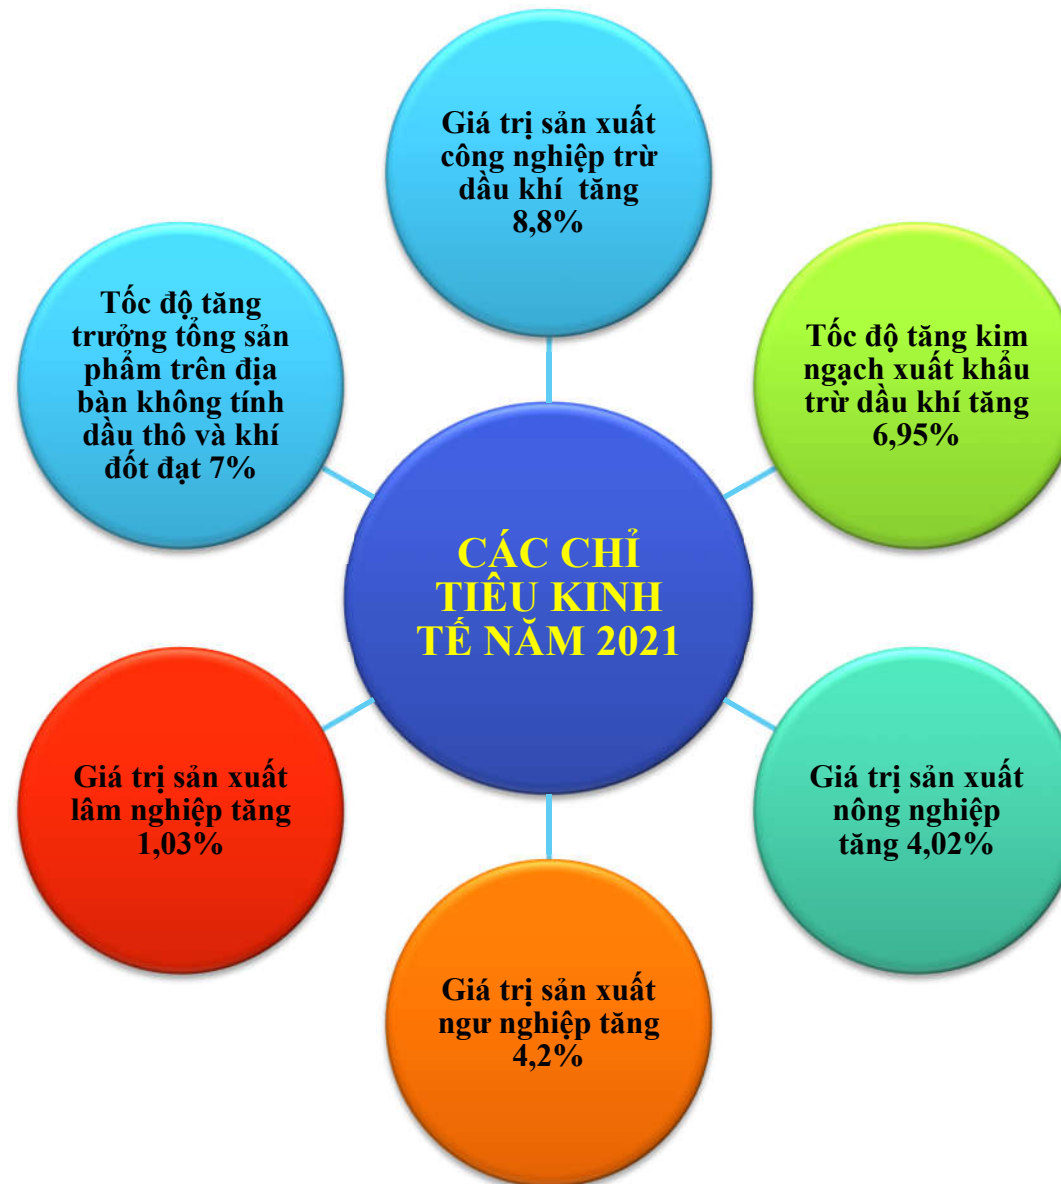 Giá trị sản xuất
công nghiệp trừ
dầu khí tăng
8,8%
Tốc độ tăng
trưởng tổng sản
phẩm trên địa
bàn không tính
dầu thô và khí
đốt đạt 7%
Tốc độ tăng kim
ngạch xuất khẩu
trừ dầu khí tăng
6,95%
CÁC CHỈ
TIÊU KINH
TẾ NĂM 2021
Giá trị sản xuất
lâm nghiệp tăng
1,03%
Giá trị sản xuất
nông nghiệp
tăng 4,02%
Giá trị sản xuất
ngư nghiệp tăng
4,2%